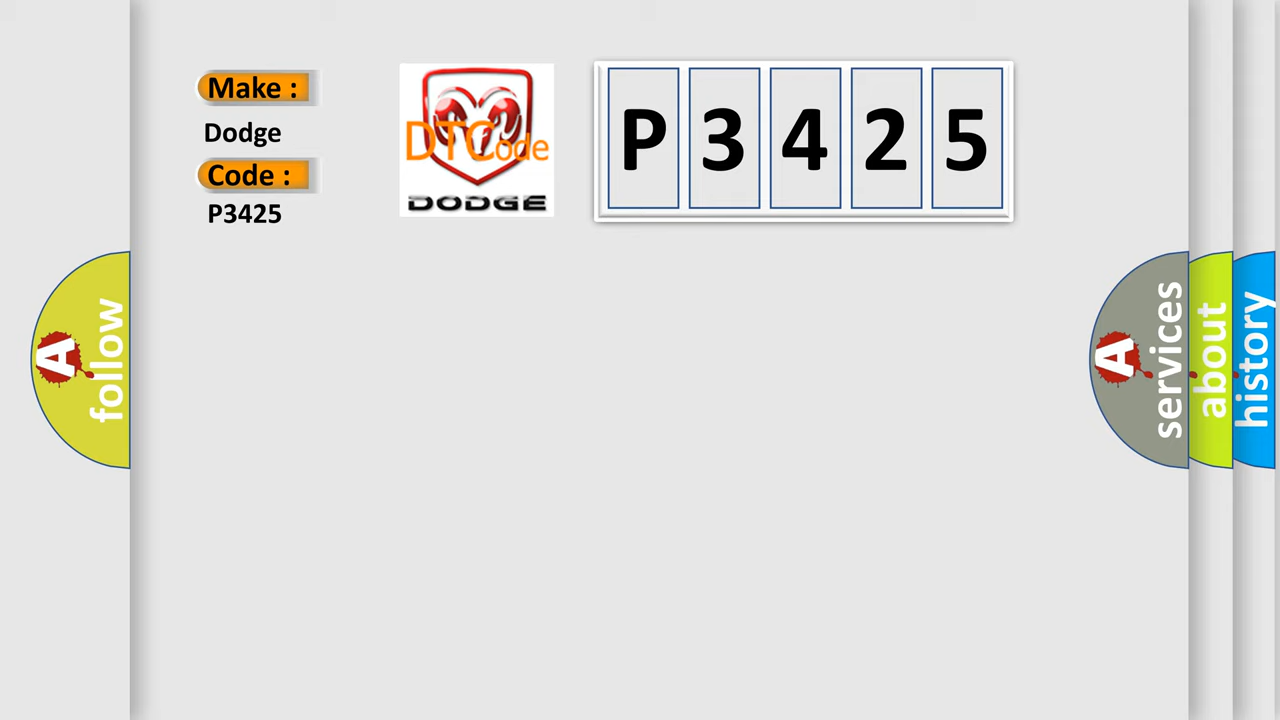 Make :
Dodge
Code :
P3425
DTCode
DODGE
P 3 4 2 5
A follow
A services
about
history